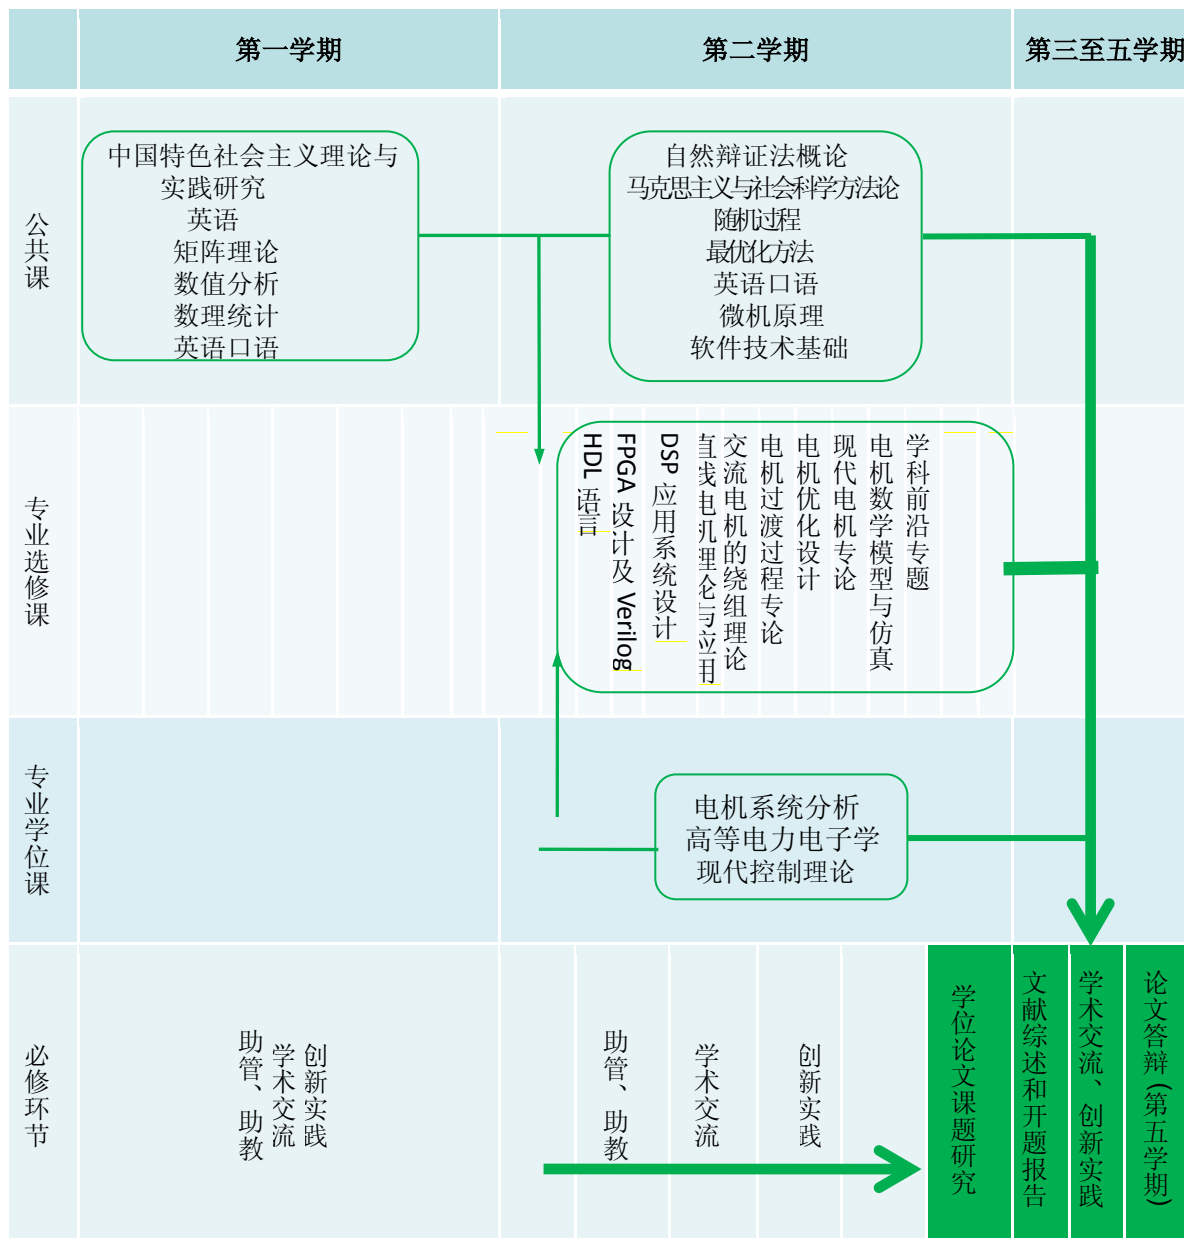 第一学期
第二学期
第三至五学期
公共课
中国特色社会主义理论与
实践研究
英语
矩阵理论
数值分析
数理统计
英语口语
自然辩证法概论
马克思主义与社会科学方法论
随机过程
最优化方法
英语口语
微机原理
软件技术基础
专业选修课
学科前沿专题
电机数学模型与仿真
现代电机专论
电机优化设计
电机过渡过程专论
交流电机的绕组理论
直线电机理论与应用
DSP 应用系统设计
FPGA 设计及 Verilog
HDL 语言
专业学位课
电机系统分析
高等电力电子学
现代控制理论
必修环节
创新实践
学术交流
助管、助教
助管、助教
学术交流
创新实践
学位论文课题研究
文献综述和开题报告
学术交流、创新实践
论文答辩(第五学期)